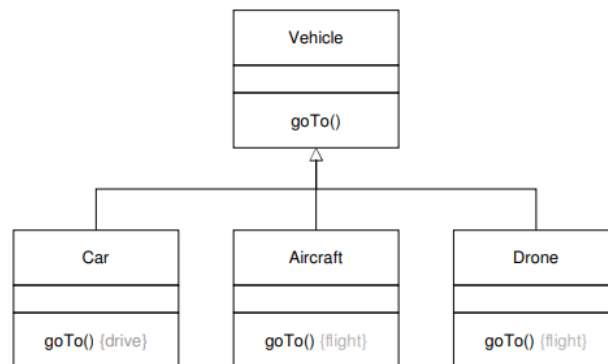 Vehicle
goTo()
Car
Aircraft
Drone
goTo() {drive}
goTo() {flight}
goTo() {flight}